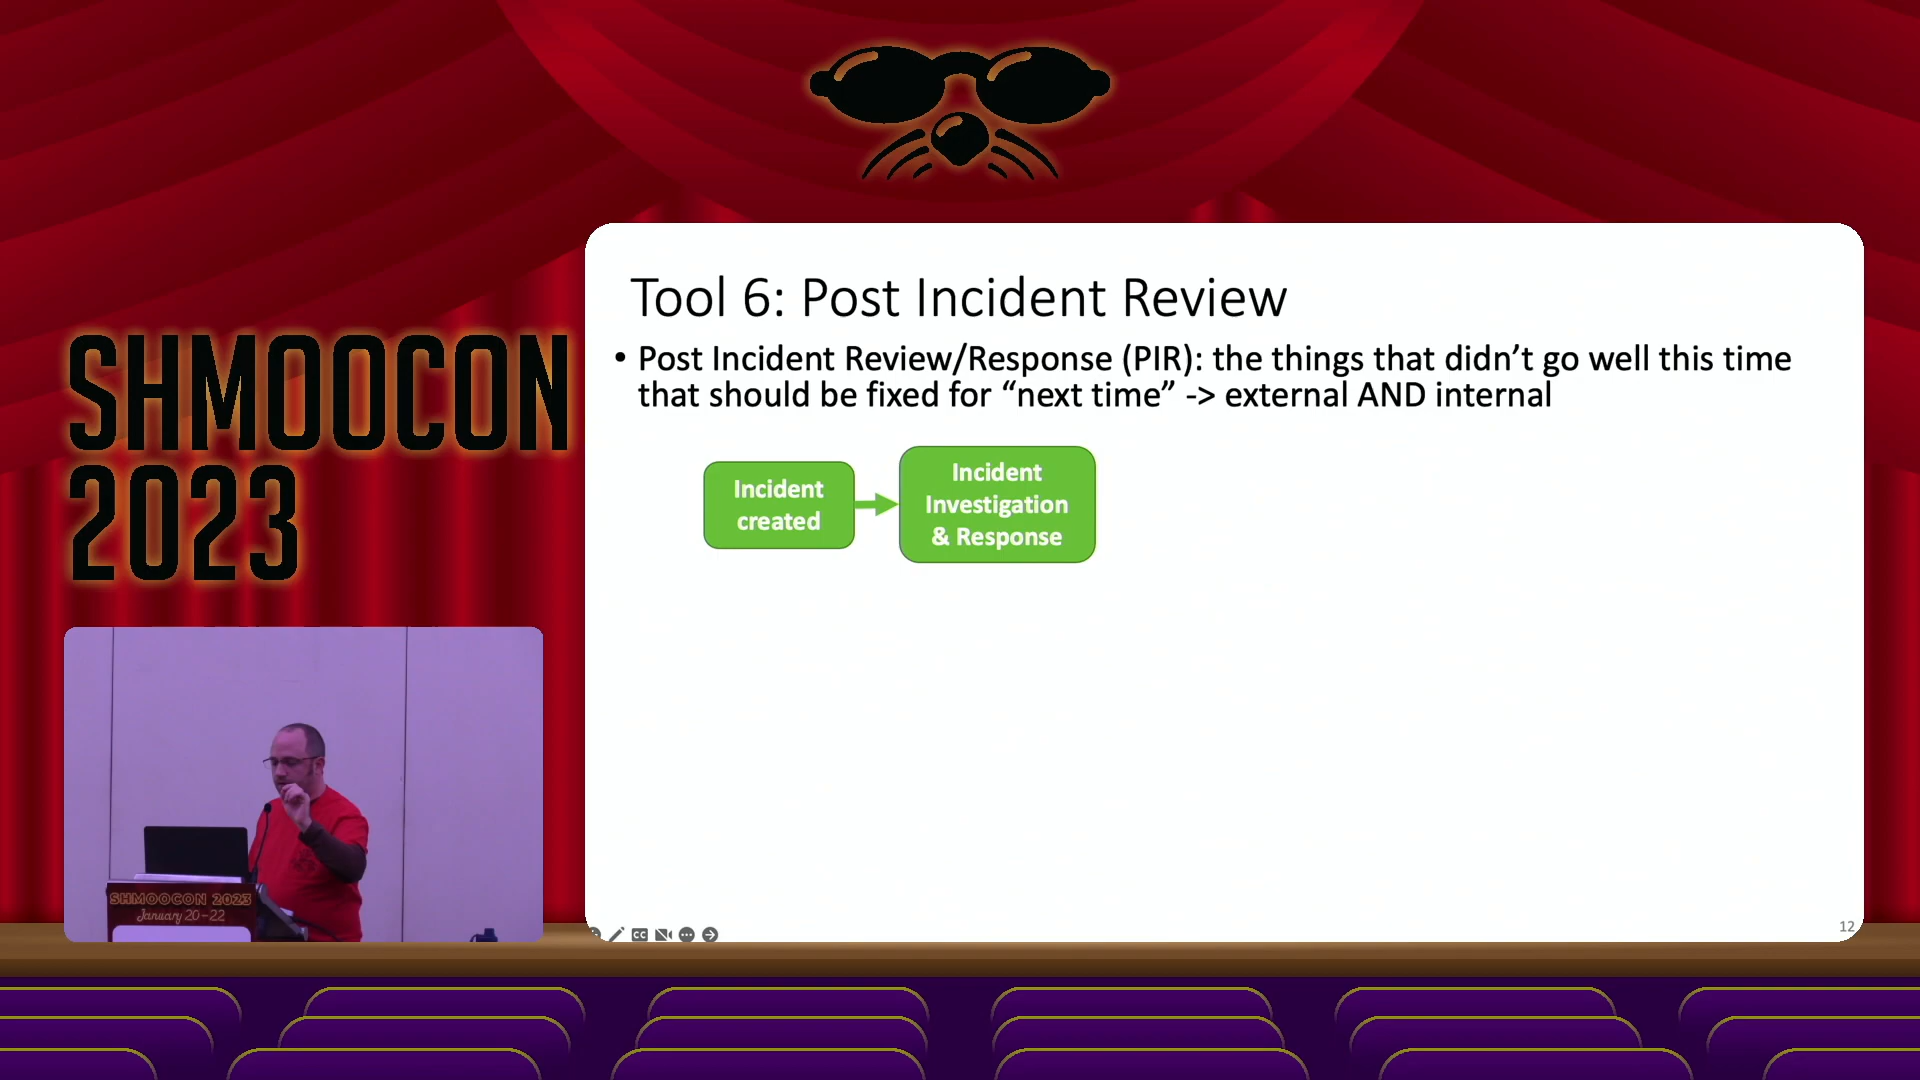 SHMOOCON
2023
Tool 6: Post Incident Review
• Post Incident Review/Response (PIR): the things that didn’t go well this time
that should be fixed for “next time” -> external AND internal
Incident
created
Incident
Investigation
& Response
SHMOOCON 2023
January 20-22
CC
12